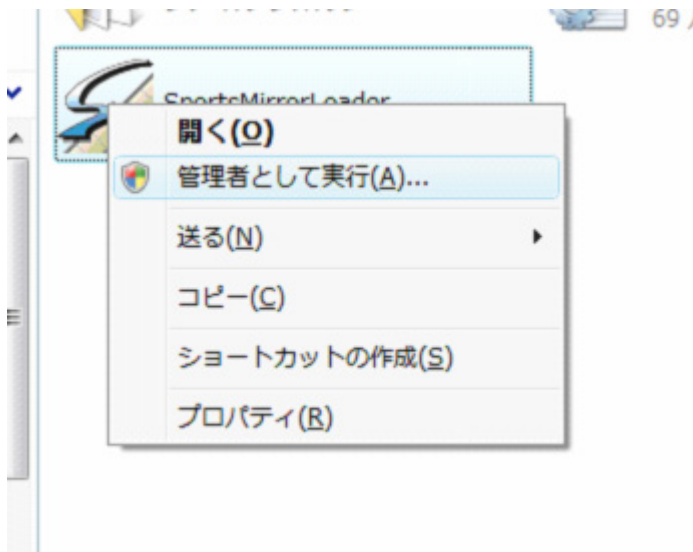 69
SportsMirrorLoader
開く(O)
管理者として実行(A)...
送る(N)
コピー(C)
ショートカットの作成(S)
プロパティ(R)